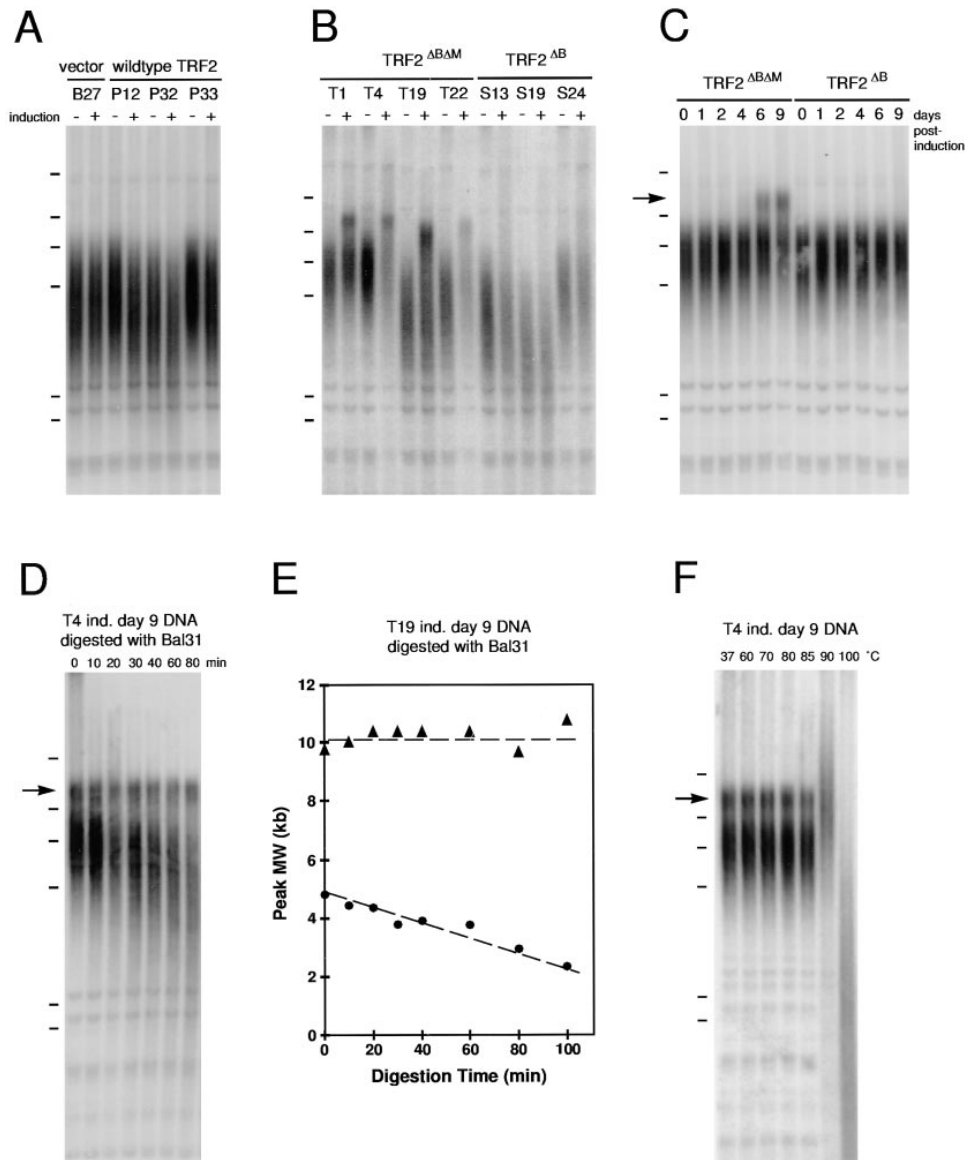 A
vector wildtype TRF2
B27 P12 P32 P33
induction - + - + - + - +
B
TRF2 ΔBΔM TRF2 ΔB
T1 T4 T19 T22 S13 S19 S24
- + - + - + - + - + - + - +
C
TRF2 ΔBΔM TRF2 ΔB
0 1 2 4 6 9 0 1 2 4 6 9 days
post-
induction
D
T4 ind. day 9 DNA
digested with Bal31
0 10 20 30 40 60 80 min
E
T19 ind. day 9 DNA
digested with Bal31
12
10
8
6
4
2
0
Peak MW (kb)
0 20 40 60 80 100
Digestion Time (min)
F
T4 ind. day 9 DNA
37 60 70 80 85 90 100 °C